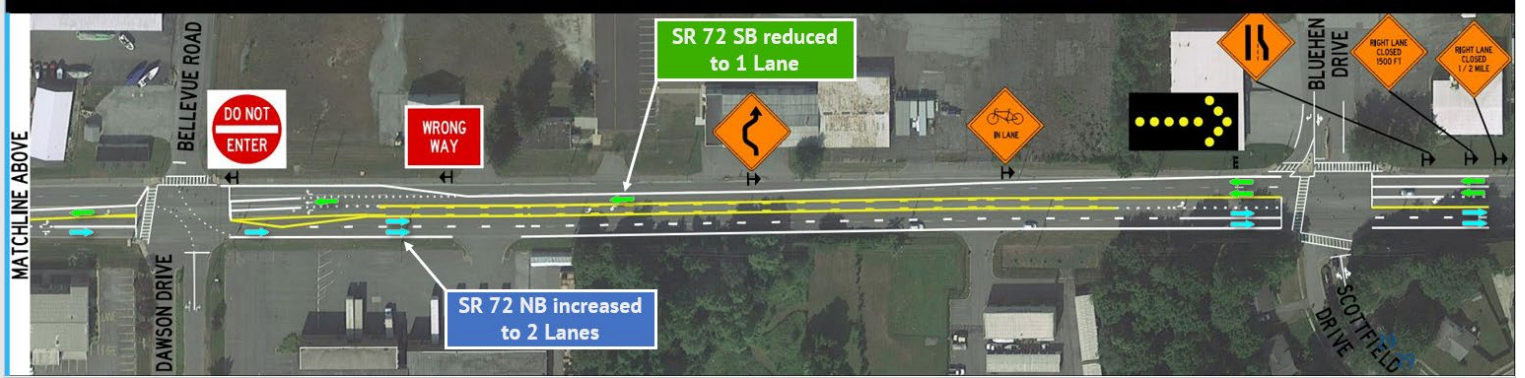 MATCHLINE ABOVE
BELLEVUE ROAD
DAWSON DRIVE
DO NOT
ENTER
WRONG
WAY
SR 72 SB reduced
to 1 Lane
SR 72 NB increased
to 2 Lanes
IN LANE
BLUEHEN
DRIVE
RIGHT LANE
CLOSED
1500 FT
RIGHT LANE
CLOSED
1 / 2 MILE
SCOTTFIELD
DRIVE